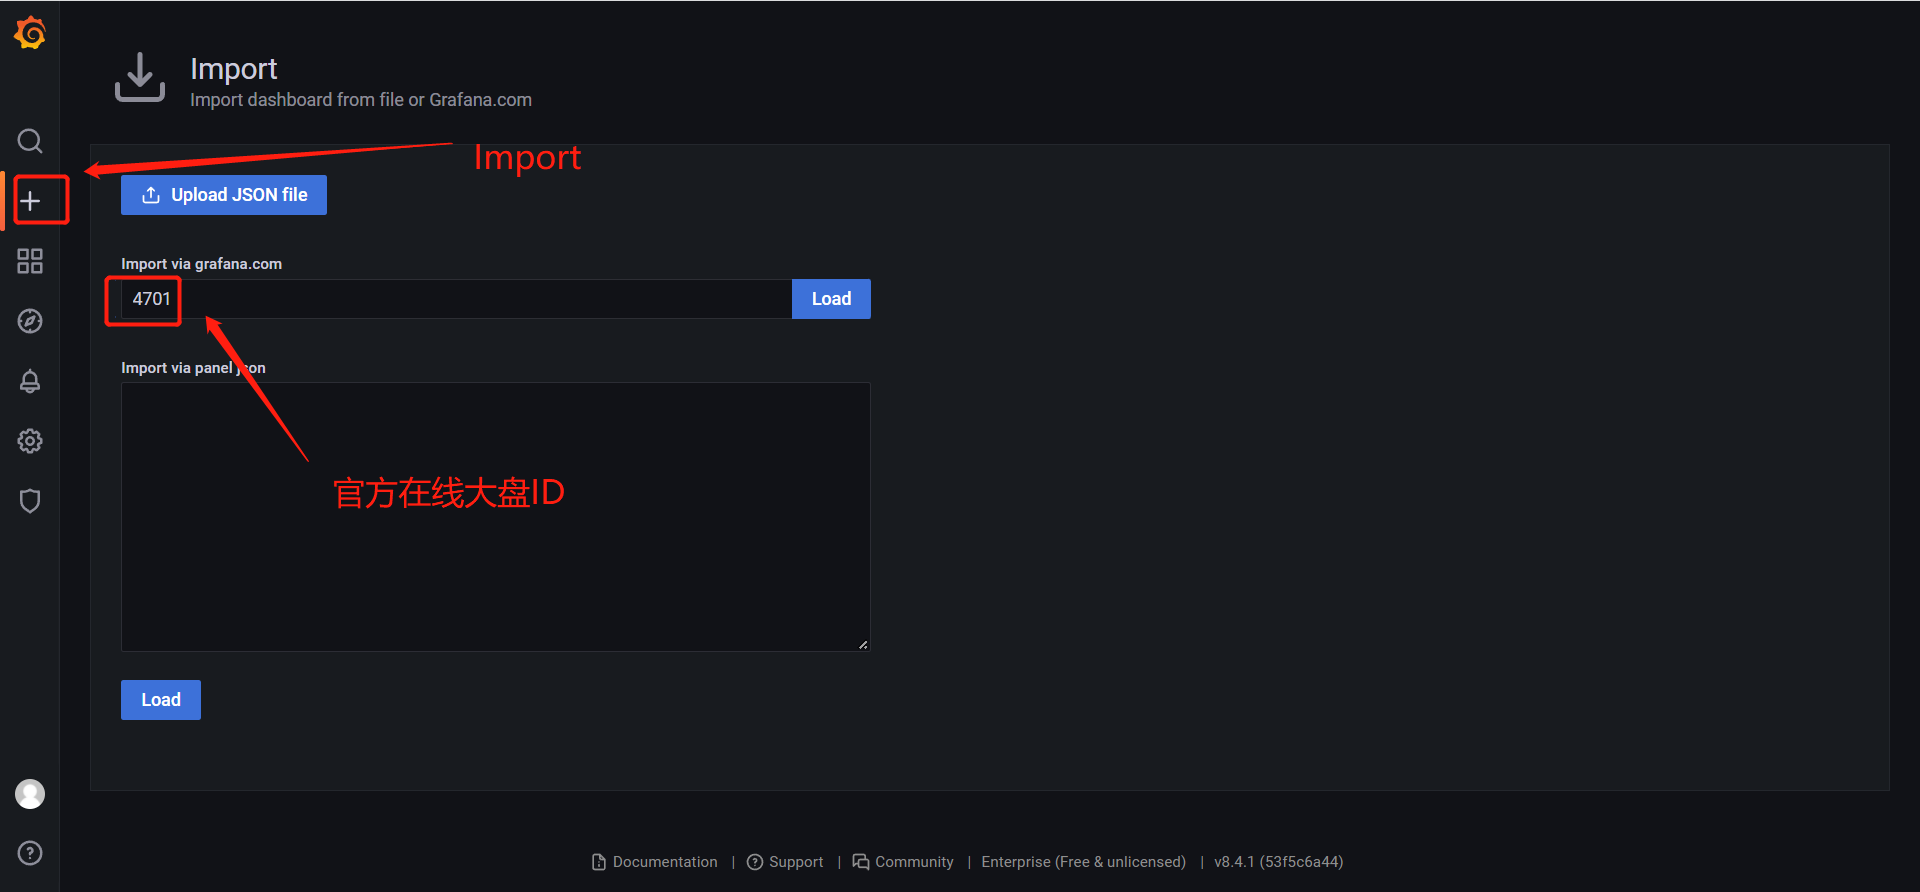 Import
Import dashboard from file or Grafana.com
Import
Upload JSON file
Import via grafana.com
4701
Load
Import via panel json
官方在线大盘ID
Load
Documentation | Support | Community | Enterprise (Free & unlicensed) | v8.4.1 (53f5c6a44)